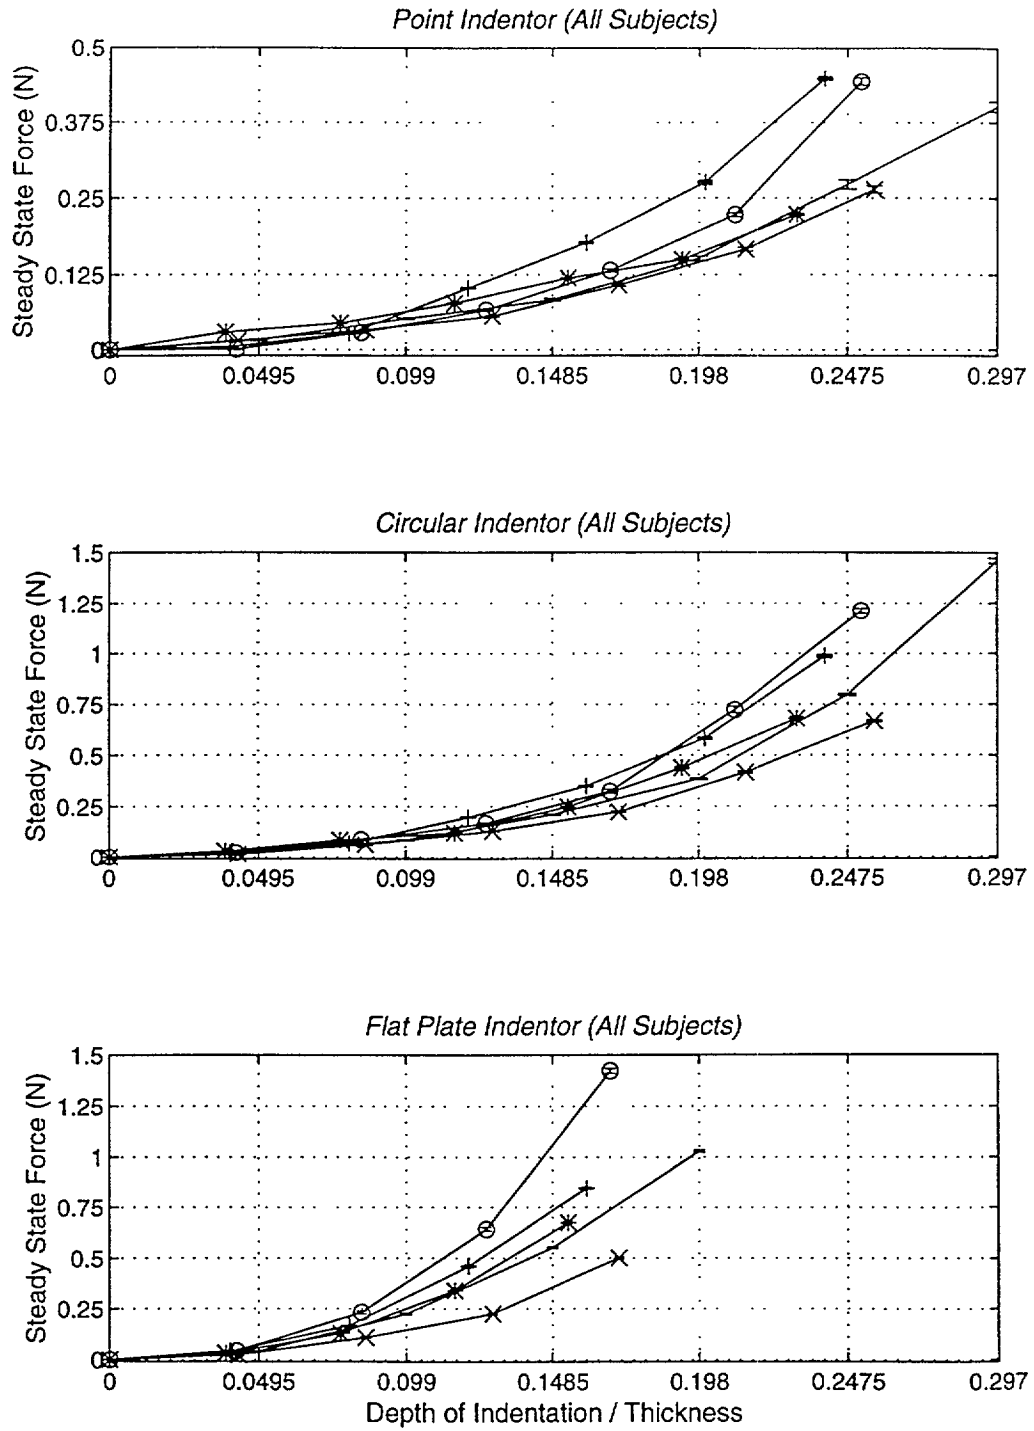 Point Indentor (All Subjects)
Steady State Force (N)
0.5
0.375
0.25
0.125
0
0 0.0495 0.099 0.1485 0.198 0.2475 0.297
Circular Indentor (All Subjects)
Steady State Force (N)
1.5
1.25
1
0.75
0.5
0.25
0
0 0.0495 0.099 0.1485 0.198 0.2475 0.297
Flat Plate Indentor (All Subjects)
Steady State Force (N)
1.5
1.25
1
0.75
0.5
0.25
0
0 0.0495 0.099 0.1485 0.198 0.2475 0.297
Depth of Indentation / Thickness